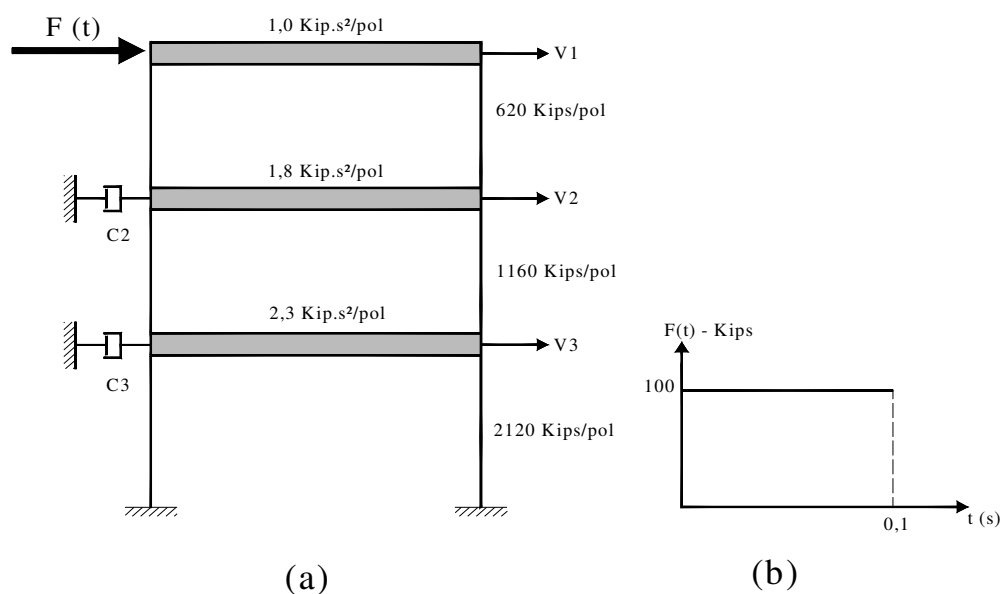 F (t)
1,0 Kip.s²/pol
V1
620 Kips/pol
1,8 Kip.s²/pol
V2
C2
1160 Kips/pol
2,3 Kip.s²/pol
V3
C3
2120 Kips/pol
F(t) - Kips
100
0,1
t (s)
(a)
(b)